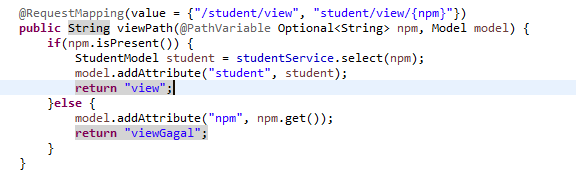 @RequestMapping(value = {"/student/view", "student/view/{npm}"})
public String viewPath(@PathVariable Optional<String> npm, Model model) {
if(npm.isPresent()) {
StudentModel student = studentService.select(npm);
model.addAttribute("student", student);
return "view";
}else {
model.addAttribute("npm", npm.get());
return "viewGagal";
}
}